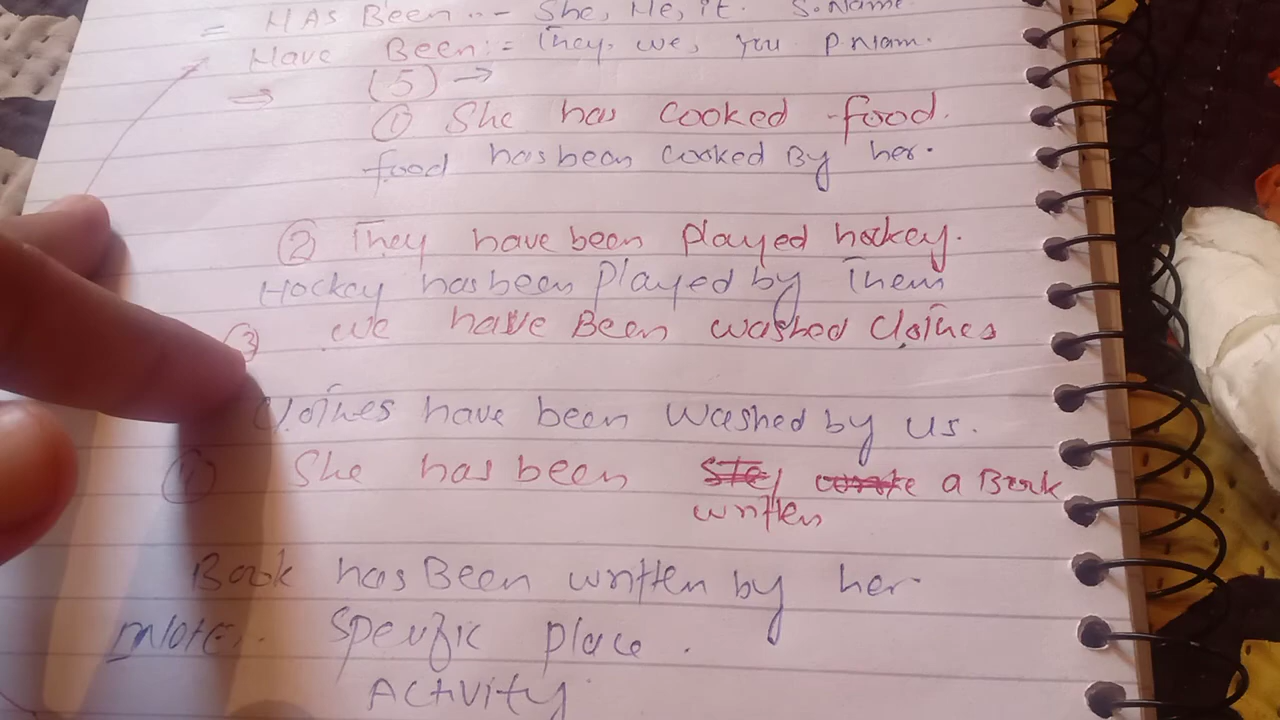 = HAS Been :- She, He, it. S.Name
Have Been := They, we, You P.Nam.
⇒ (5) →
① She has cooked food.
food has been cooked By her.
② They have been played hockey.
Hockey has been played by Them
③ we have Been washed Clothes
Clothes have been washed by us.
④ She has been a Book
written
Book has Been written by her.
Note. Specific place.
Activity.